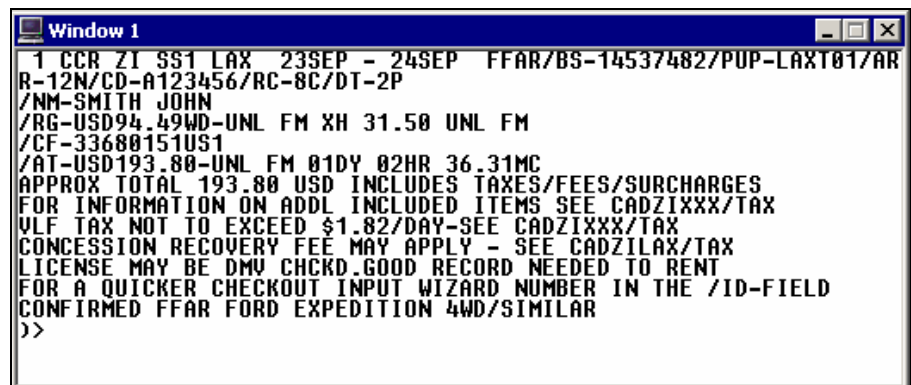 Window 1
1 CCR ZI SS1 LAX  23SEP - 24SEP  FFAR/BS-14537482/PUP-LAXT01/AR
R-12N/CD-A123456/RC-8C/DT-2P
/NM-SMITH JOHN
/RG-USD94.49WD-UNL FM XH 31.50 UNL FM
/CF-33680151US1
/AT-USD193.80-UNL FM 01DY 02HR 36.31MC
APPROX TOTAL 193.80 USD INCLUDES TAXES/FEES/SURCHARGES
FOR INFORMATION ON ADDL INCLUDED ITEMS SEE CADZIXXX/TAX
VLF TAX NOT TO EXCEED $1.82/DAY-SEE CADZIXXX/TAX
CONCESSION RECOVERY FEE MAY APPLY - SEE CADZILAX/TAX
LICENSE MAY BE DMV CHCKD.GOOD RECORD NEEDED TO RENT
FOR A QUICKER CHECKOUT INPUT WIZARD NUMBER IN THE /ID-FIELD
CONFIRMED FFAR FORD EXPEDITION 4WD/SIMILAR
)>